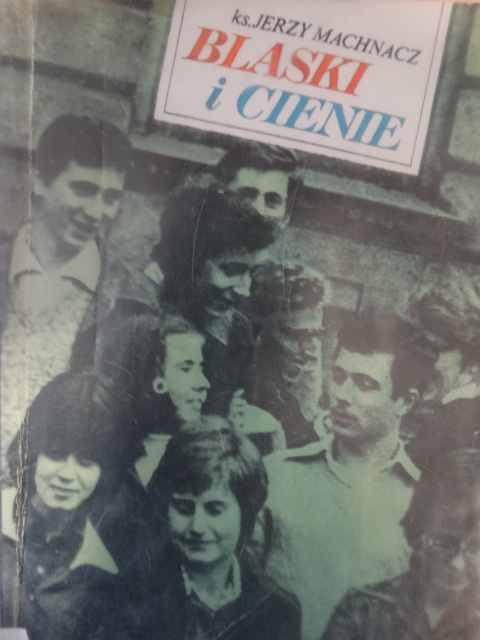 ks. JERZY MACHNACZ
BLASKI
i CIENIE